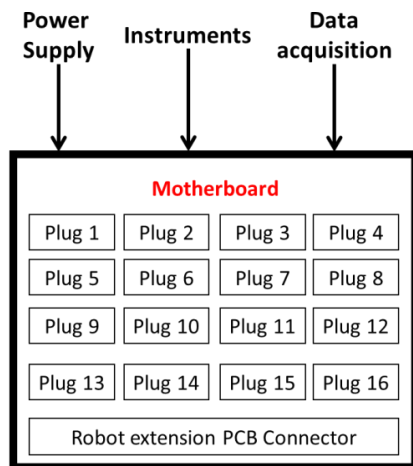 Power
Supply
Instruments
Data
acquisition
Motherboard
Plug 1
Plug 2
Plug 3
Plug 4
Plug 5
Plug 6
Plug 7
Plug 8
Plug 9
Plug 10
Plug 11
Plug 12
Plug 13
Plug 14
Plug 15
Plug 16
Robot extension PCB Connector